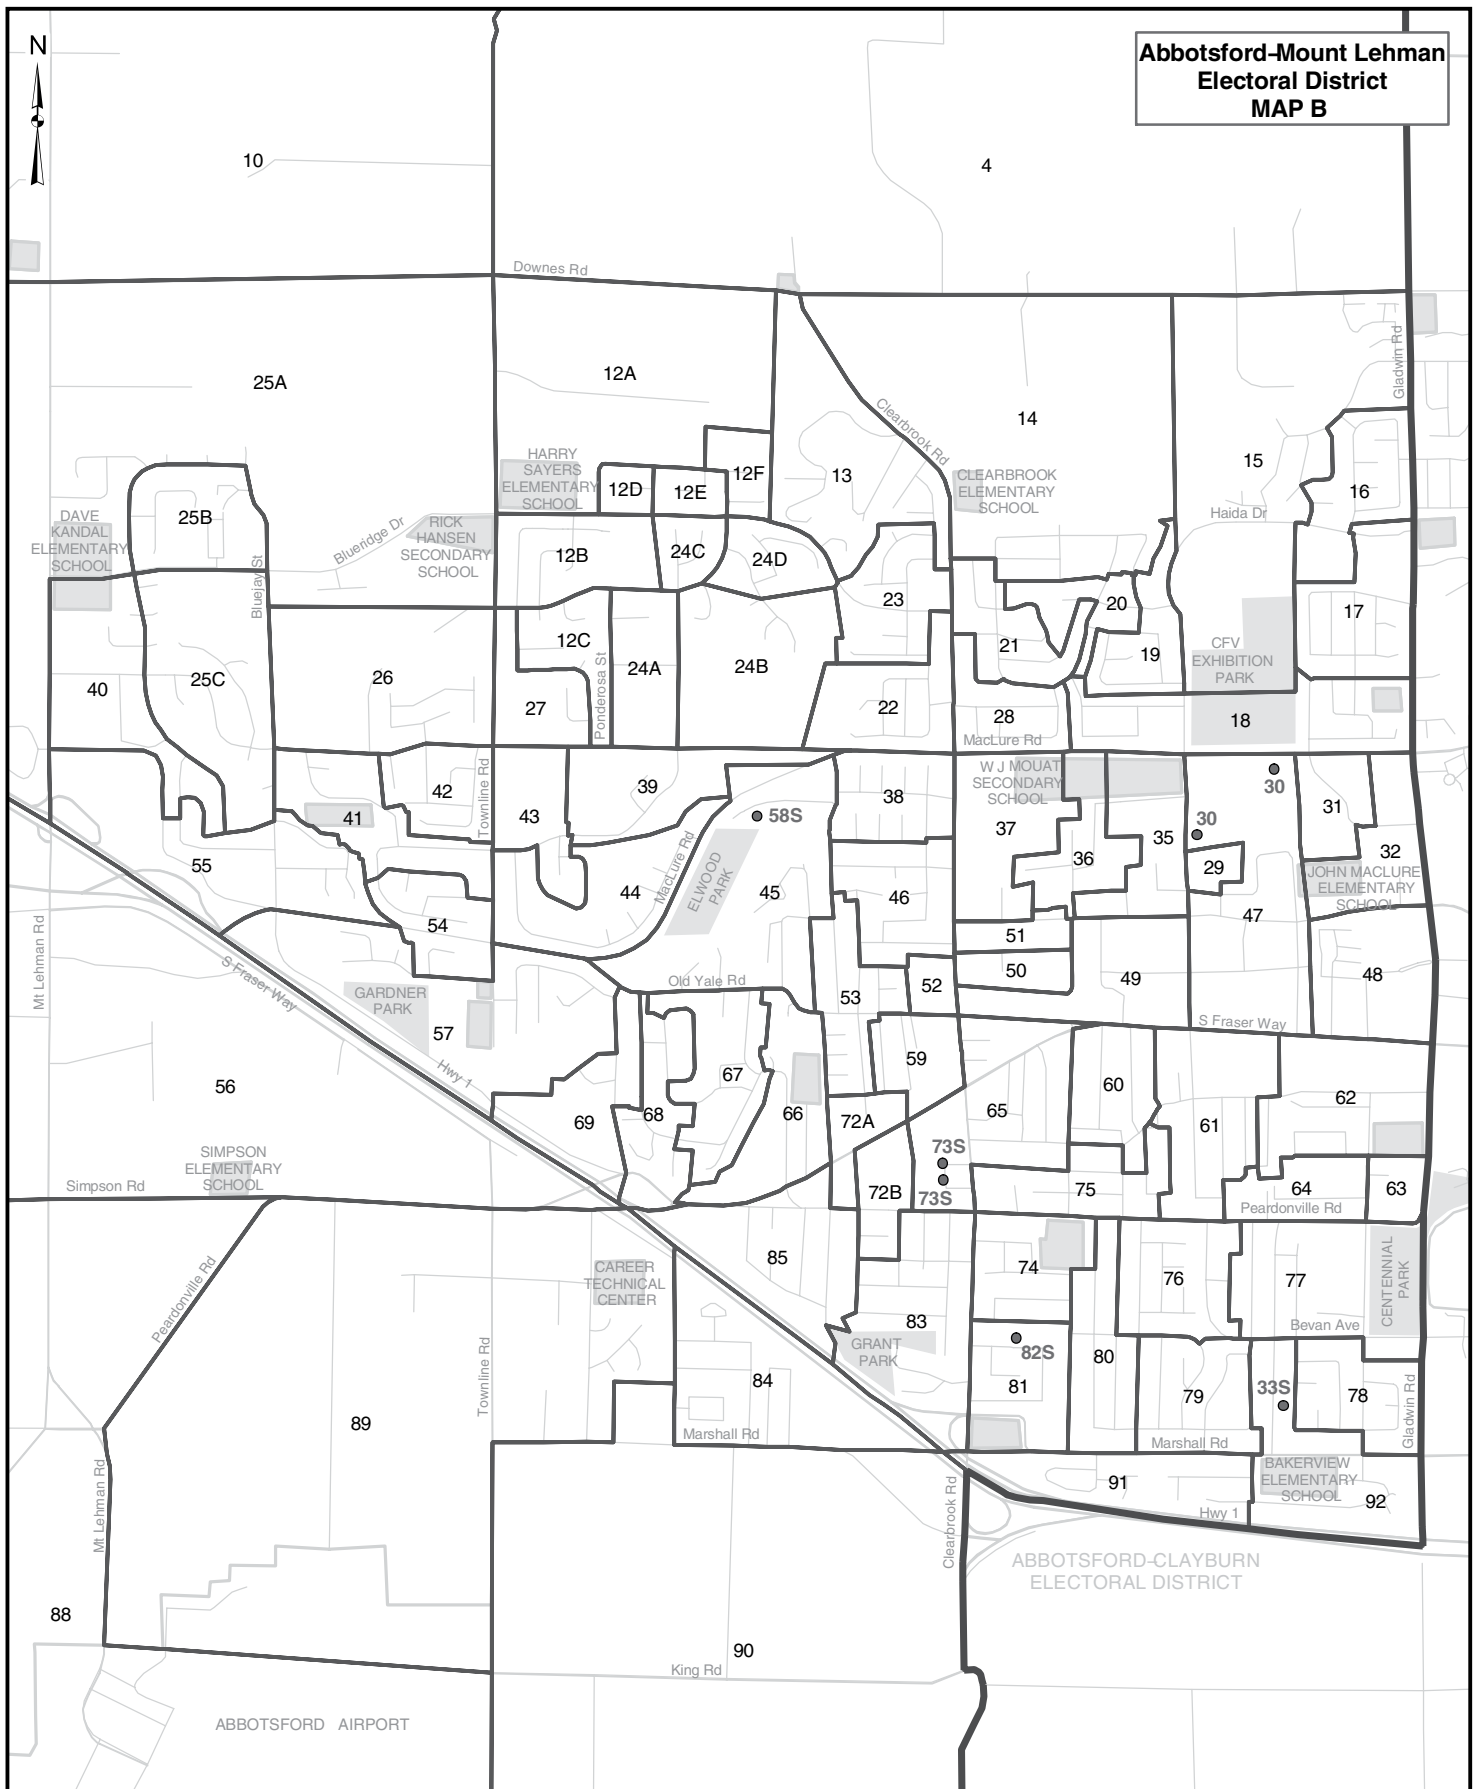 Abbotsford-Mount Lehman
Electoral District
MAP B
N
10
4
Downes Rd
Gladwin Rd
25A
12A
14
Clearbrook Rd
HARRY
SAYERS
ELEMENTARY
SCHOOL
12D
12E
12F
13
CLEARBROOK
ELEMENTARY
SCHOOL
15
16
Haida Dr
DAVE
KANDAL
ELEMENTARY
SCHOOL
25B
Bluejay St
Blueridge Dr
RICK
HANSEN
SECONDARY
SCHOOL
12B
24C
24D
23
20
21
19
17
CFV
EXHIBITION
PARK
40
25C
26
12C
27
Ponderosa St
24A
24B
22
28
18
MacLure Rd
W J MOUAT
SECONDARY
SCHOOL
30
42
41
Townline Rd
43
39
58S
38
37
36
35
30
29
31
32
JOHN MACLURE
ELEMENTARY
SCHOOL
55
44
MacLure Rd
ELWOOD
PARK
45
46
47
54
51
50
49
48
Mt Lehman Rd
S Fraser Way
GARDNER
PARK
57
Old Yale Rd
53
52
S Fraser Way
56
Hwy 1
59
67
66
65
60
61
62
69
68
72A
73S
73S
72B
SIMPSON
ELEMENTARY
SCHOOL
Simpson Rd
75
64
63
Peardonville Rd
Peardonville Rd
85
CAREER
TECHNICAL
CENTER
74
76
77
CENTENNIAL
PARK
83
GRANT
PARK
Bevan Ave
82S
81
80
79
33S
78
Gladwin Rd
Townline Rd
84
89
Marshall Rd
Marshall Rd
BAKERVIEW
ELEMENTARY
SCHOOL
91
92
Hwy 1
Mt Lehman Rd
Clearbrook Rd
ABBOTSFORD-CLAYBURN
ELECTORAL DISTRICT
88
90
King Rd
ABBOTSFORD AIRPORT